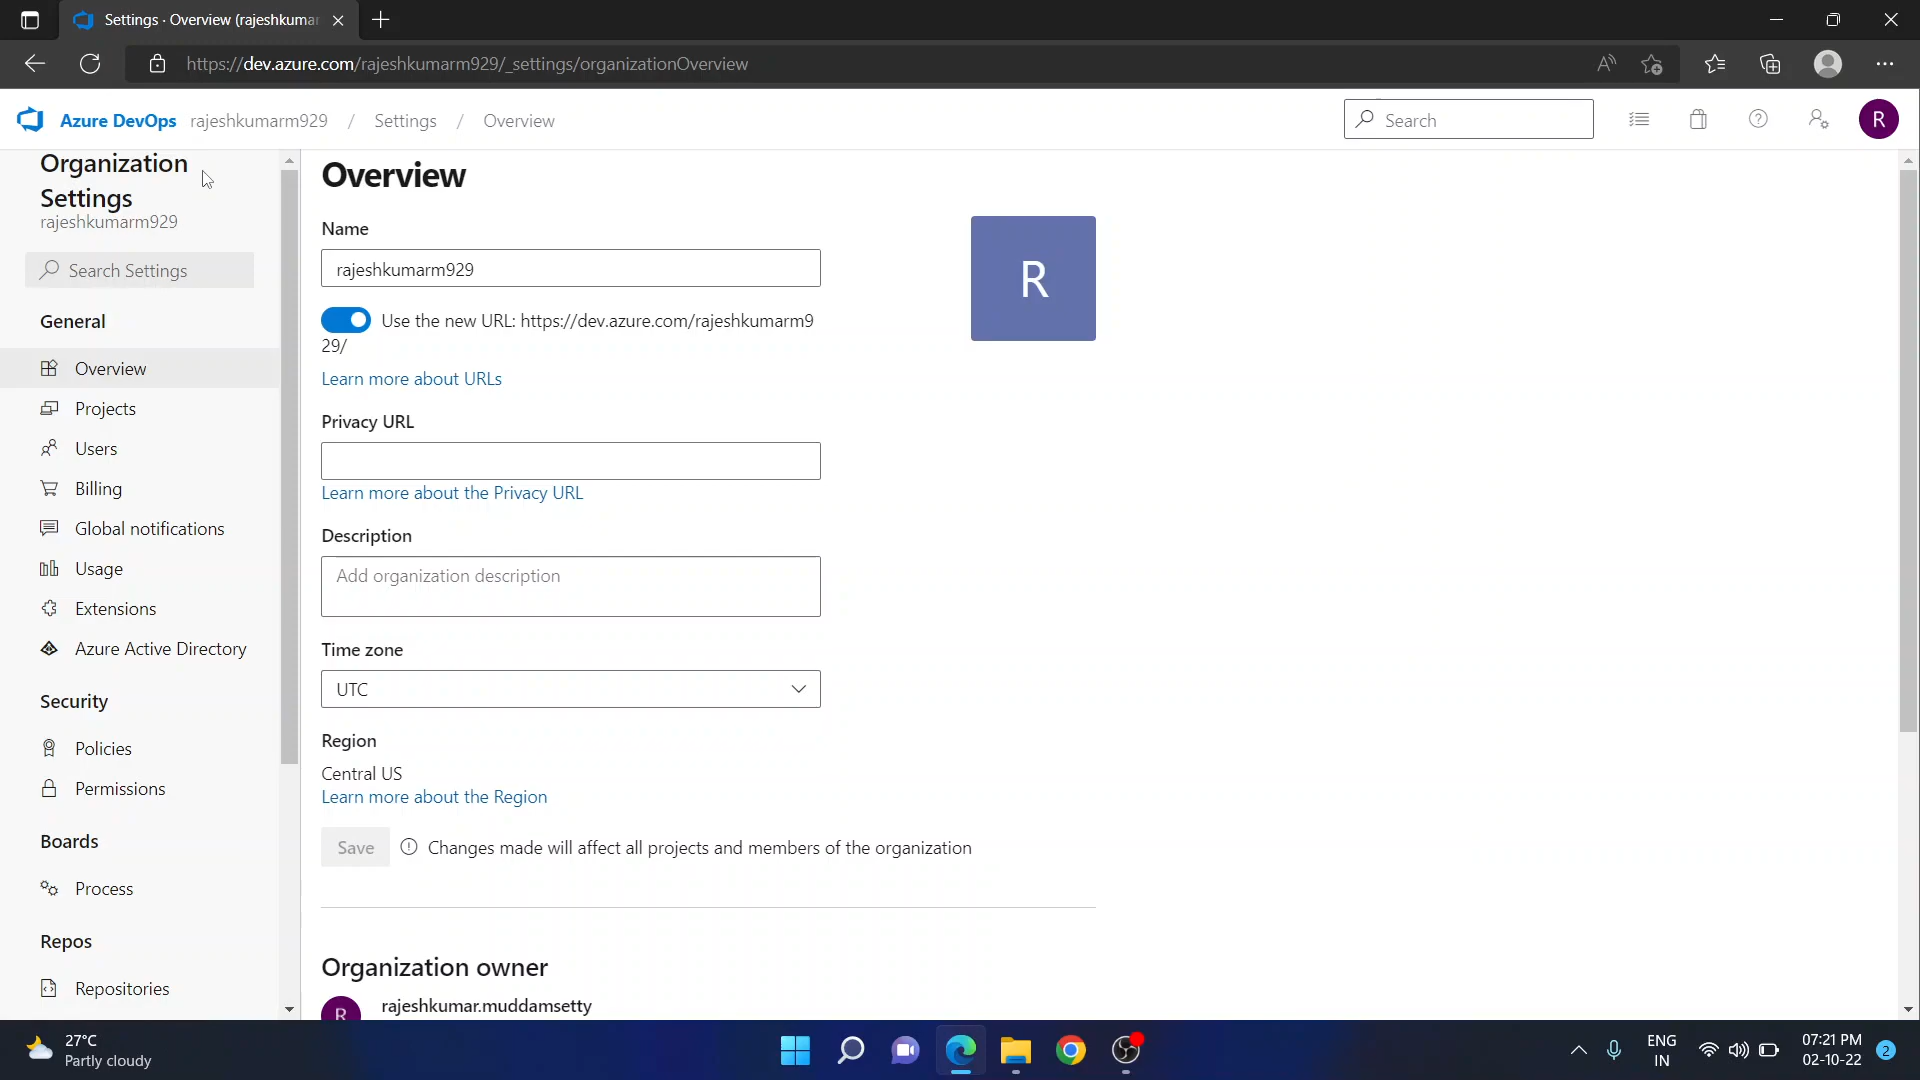 Settings · Overview (rajeshkumar
https://dev.azure.com/rajeshkumarm929/_settings/organizationOverview
Azure DevOps rajeshkumarm929 / Settings / Overview
Search
R
Organization
Settings
rajeshkumarm929
Search Settings
General
Overview
Projects
Users
Billing
Global notifications
Usage
Extensions
Azure Active Directory
Security
Policies
Permissions
Boards
Process
Repos
Repositories
Overview
Name
rajeshkumarm929
R
Use the new URL: https://dev.azure.com/rajeshkumarm9
29/
Learn more about URLs
Privacy URL
Learn more about the Privacy URL
Description
Add organization description
Time zone
UTC
Region
Central US
Learn more about the Region
Save
Changes made will affect all projects and members of the organization
Organization owner
R
rajeshkumar.muddamsetty
27°C
Partly cloudy
ENG
IN
07:21 PM
02-10-22
2